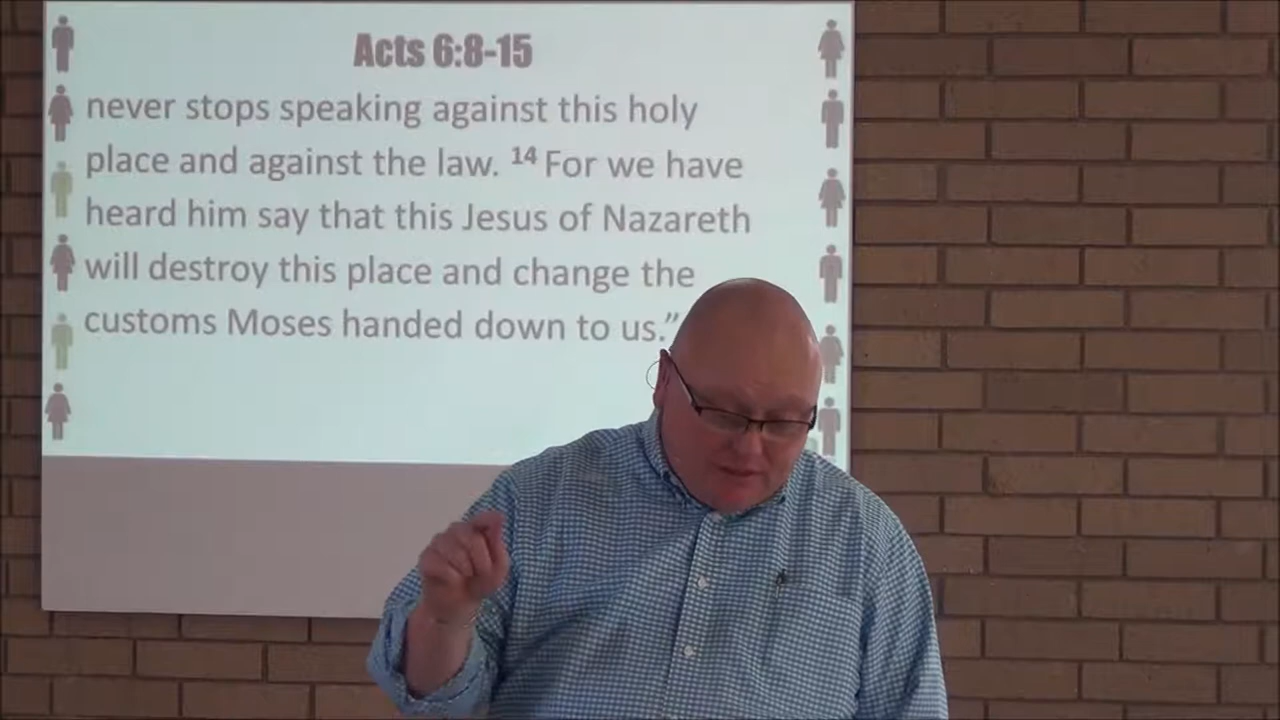 Acts 6:8-15
never stops speaking against this holy
place and against the law. 14 For we have
heard him say that this Jesus of Nazareth
will destroy this place and change the
customs Moses handed down to us.”